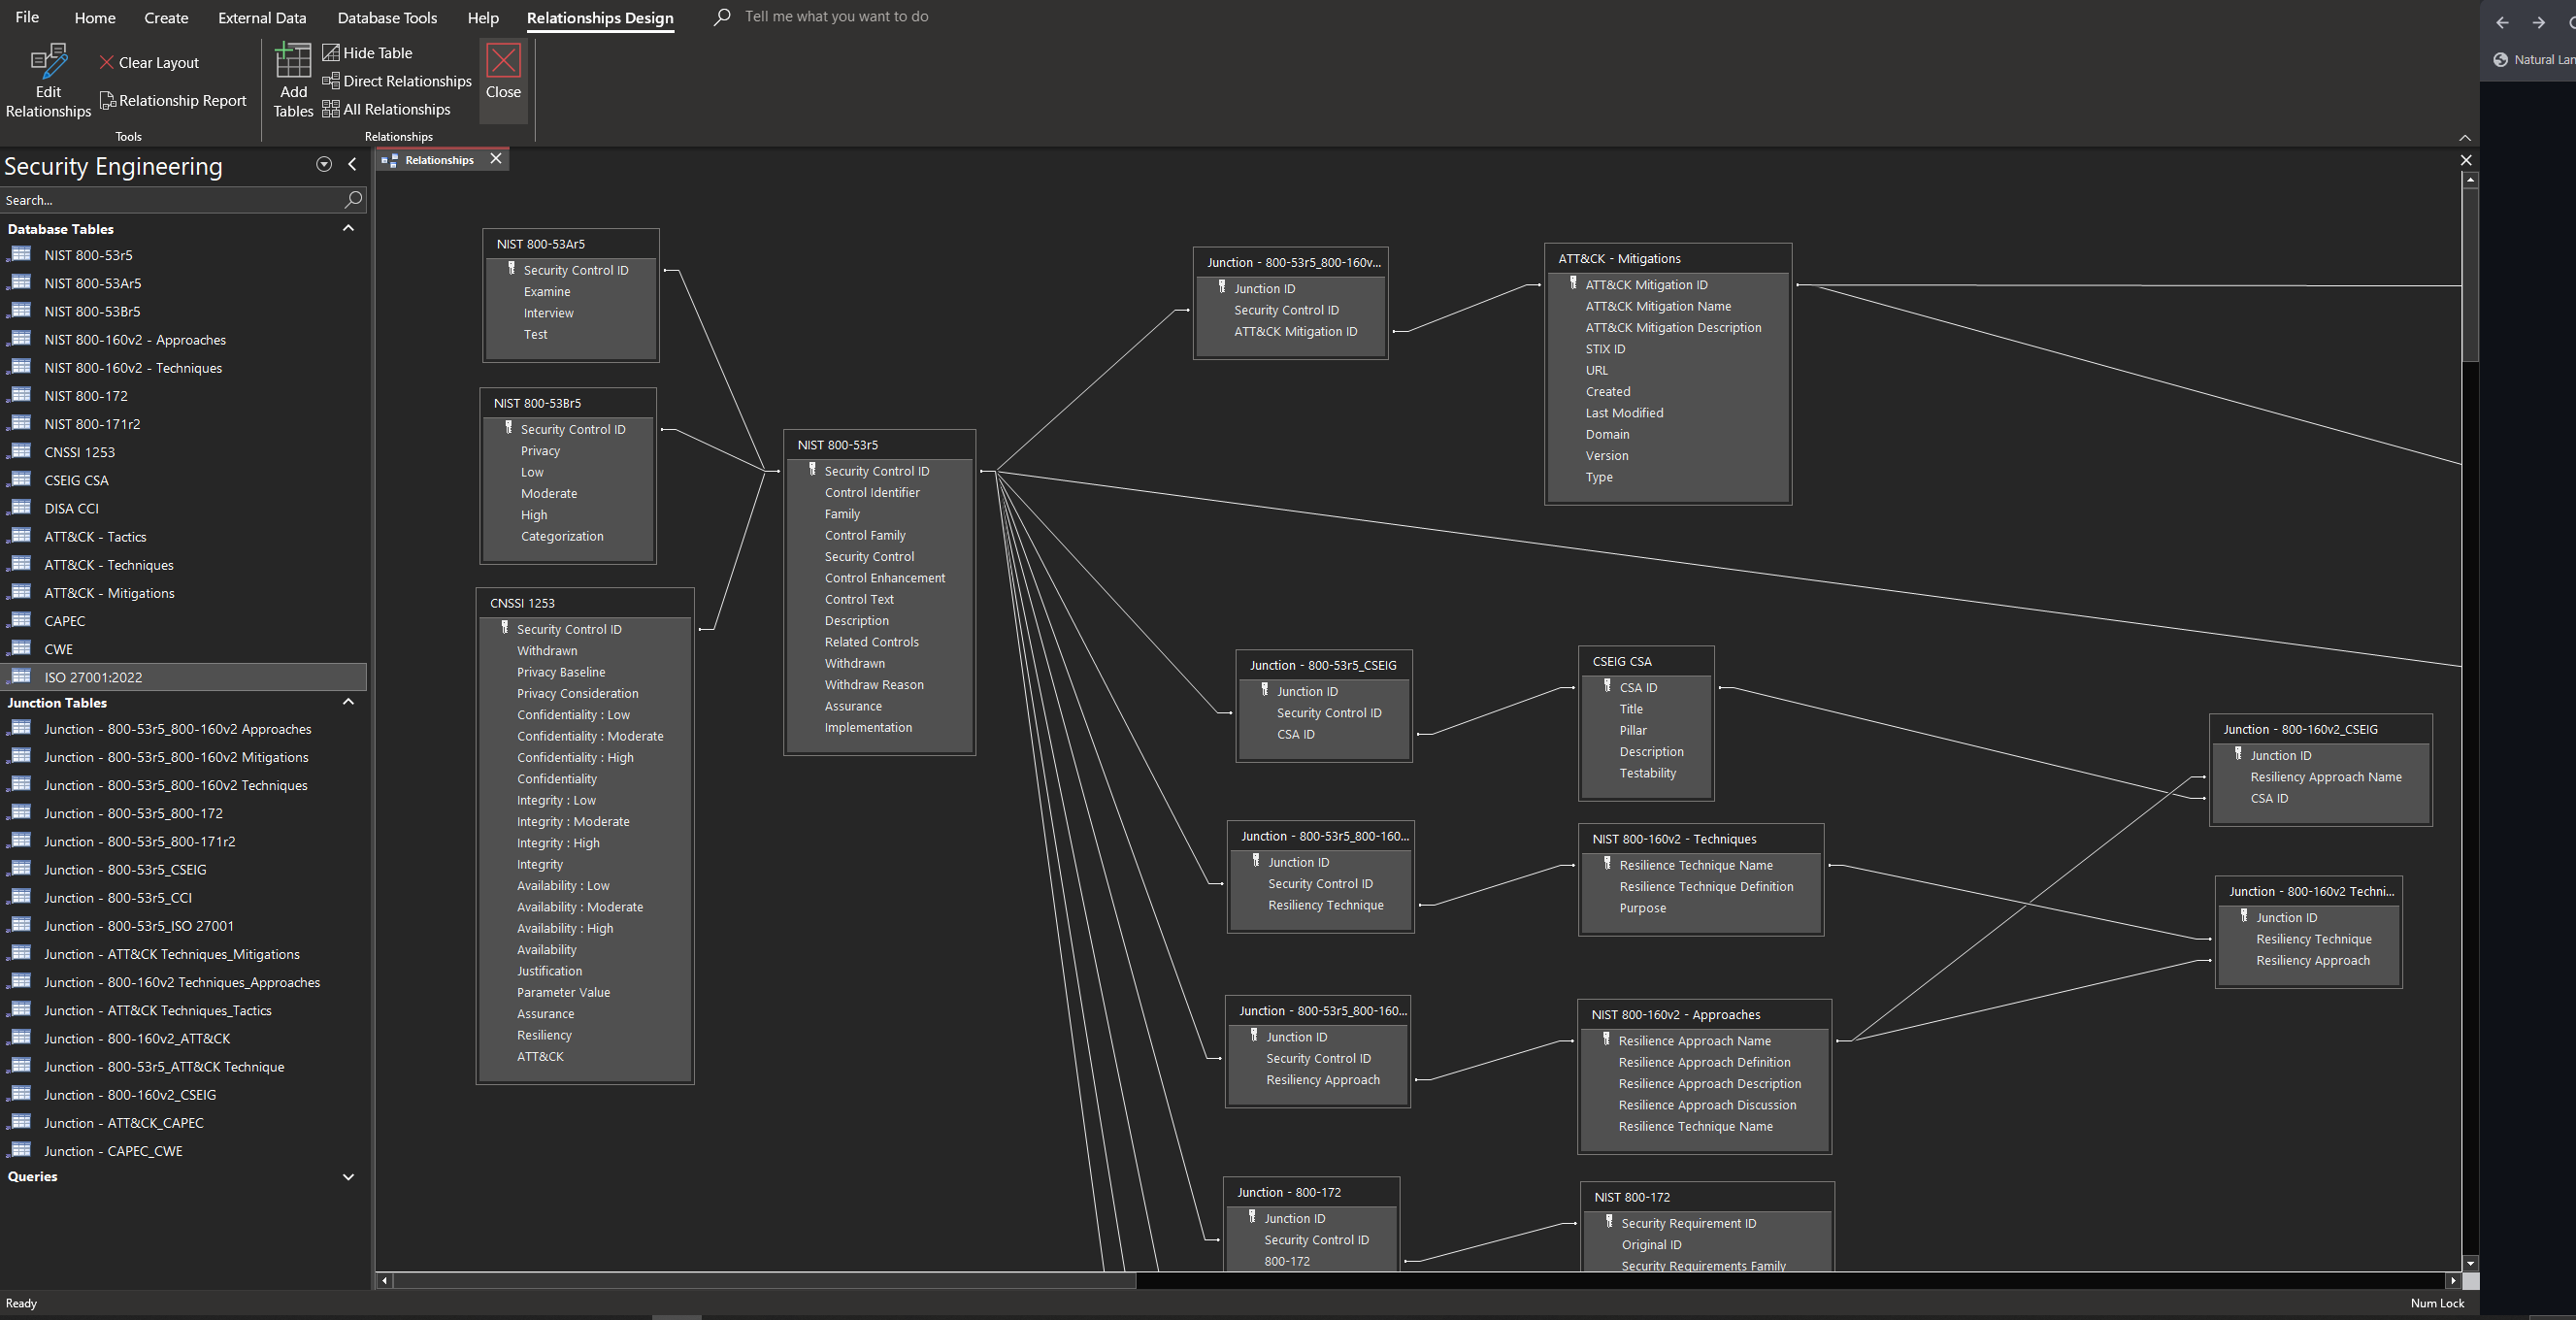 File
Home
Create
External Data
Database Tools
Help
Relationships Design
Tell me what you want to do
Edit
Relationships
Clear Layout
Relationship Report
Tools
Add
Tables
Hide Table
Direct Relationships
All Relationships
Close
Relationships
Natural Lan
Security Engineering
Search...
Database Tables
NIST 800-53r5
NIST 800-53Ar5
NIST 800-53Br5
NIST 800-160v2 - Approaches
NIST 800-160v2 - Techniques
NIST 800-172
NIST 800-171r2
CNSSI 1253
CSEIG CSA
DISA CCI
ATT&CK - Tactics
ATT&CK - Techniques
ATT&CK - Mitigations
CAPEC
CWE
ISO 27001:2022
Junction Tables
Junction - 800-53r5_800-160v2 Approaches
Junction - 800-53r5_800-160v2 Mitigations
Junction - 800-53r5_800-160v2 Techniques
Junction - 800-53r5_800-172
Junction - 800-53r5_800-171r2
Junction - 800-53r5_CSEIG
Junction - 800-53r5_CCI
Junction - 800-53r5_ISO 27001
Junction - ATT&CK Techniques_Mitigations
Junction - 800-160v2 Techniques_Approaches
Junction - ATT&CK Techniques_Tactics
Junction - 800-160v2_ATT&CK
Junction - 800-53r5_ATT&CK Technique
Junction - 800-160v2_CSEIG
Junction - ATT&CK_CAPEC
Junction - CAPEC_CWE
Queries
Relationships
NIST 800-53Ar5
Security Control ID
Examine
Interview
Test
NIST 800-53Br5
Security Control ID
Privacy
Low
Moderate
High
Categorization
CNSSI 1253
Security Control ID
Withdrawn
Privacy Baseline
Privacy Consideration
Confidentiality : Low
Confidentiality : Moderate
Confidentiality : High
Confidentiality
Integrity : Low
Integrity : Moderate
Integrity : High
Integrity
Availability : Low
Availability : Moderate
Availability : High
Availability
Justification
Parameter Value
Assurance
Resiliency
ATT&CK
NIST 800-53r5
Security Control ID
Control Identifier
Family
Control Family
Security Control
Control Enhancement
Control Text
Description
Related Controls
Withdrawn
Withdraw Reason
Assurance
Implementation
Junction - 800-53r5_800-160v...
Junction ID
Security Control ID
ATT&CK Mitigation ID
ATT&CK - Mitigations
ATT&CK Mitigation ID
ATT&CK Mitigation Name
ATT&CK Mitigation Description
STIX ID
URL
Created
Last Modified
Domain
Version
Type
Junction - 800-53r5_CSEIG
Junction ID
Security Control ID
CSA ID
CSEIG CSA
CSA ID
Title
Pillar
Description
Testability
Junction - 800-160v2_CSEIG
Junction ID
Resiliency Approach Name
CSA ID
Junction - 800-53r5_800-160...
Junction ID
Security Control ID
Resiliency Technique
NIST 800-160v2 - Techniques
Resilience Technique Name
Resilience Technique Definition
Purpose
Junction - 800-160v2 Techni...
Junction ID
Resiliency Technique
Resiliency Approach
Junction - 800-53r5_800-160...
Junction ID
Security Control ID
Resiliency Approach
NIST 800-160v2 - Approaches
Resilience Approach Name
Resilience Approach Definition
Resilience Approach Description
Resilience Approach Discussion
Resilience Technique Name
Junction - 800-172
Junction ID
Security Control ID
800-172
NIST 800-172
Security Requirement ID
Original ID
Security Requirements Family
Ready
Num Lock